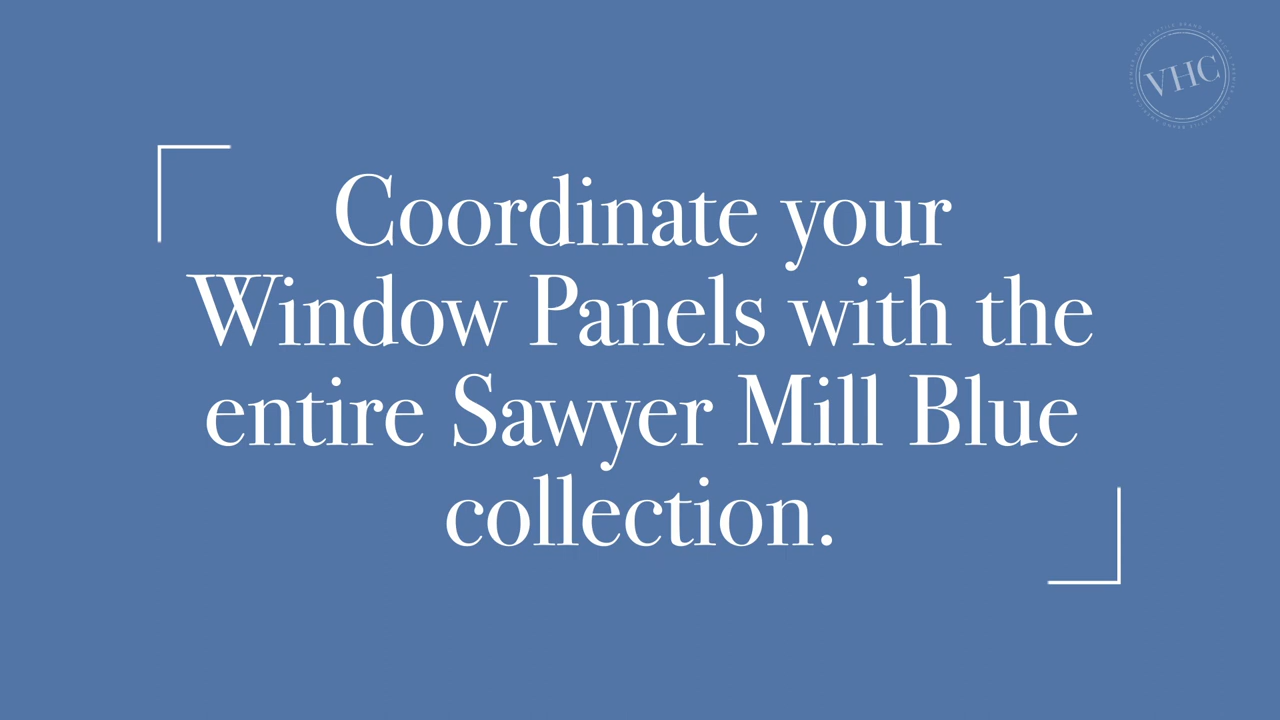 VHC
Coordinate your
Window Panels with the
entire Sawyer Mill Blue
collection.